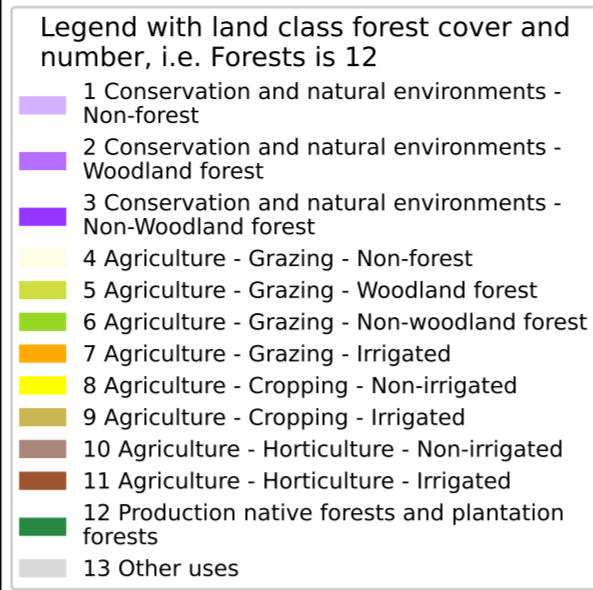 Legend with land class forest cover and
number, i.e. Forests is 12
1 Conservation and natural environments -
Non-forest
2 Conservation and natural environments -
Woodland forest
3 Conservation and natural environments -
Non-Woodland forest
4 Agriculture - Grazing - Non-forest
5 Agriculture - Grazing - Woodland forest
6 Agriculture - Grazing - Non-woodland forest
7 Agriculture - Grazing - Irrigated
8 Agriculture - Cropping - Non-irrigated
9 Agriculture - Cropping - Irrigated
10 Agriculture - Horticulture - Non-irrigated
11 Agriculture - Horticulture - Irrigated
12 Production native forests and plantation
forests
13 Other uses